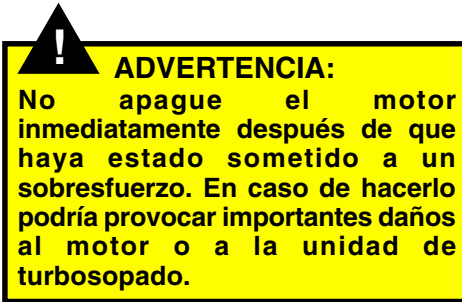 !
ADVERTENCIA:
No apague el motor
inmediatamente después de que
haya estado sometido a un
sobresfuerzo. En caso de hacerlo
podría provocar importantes daños
al motor o a la unidad de
turbosopado.